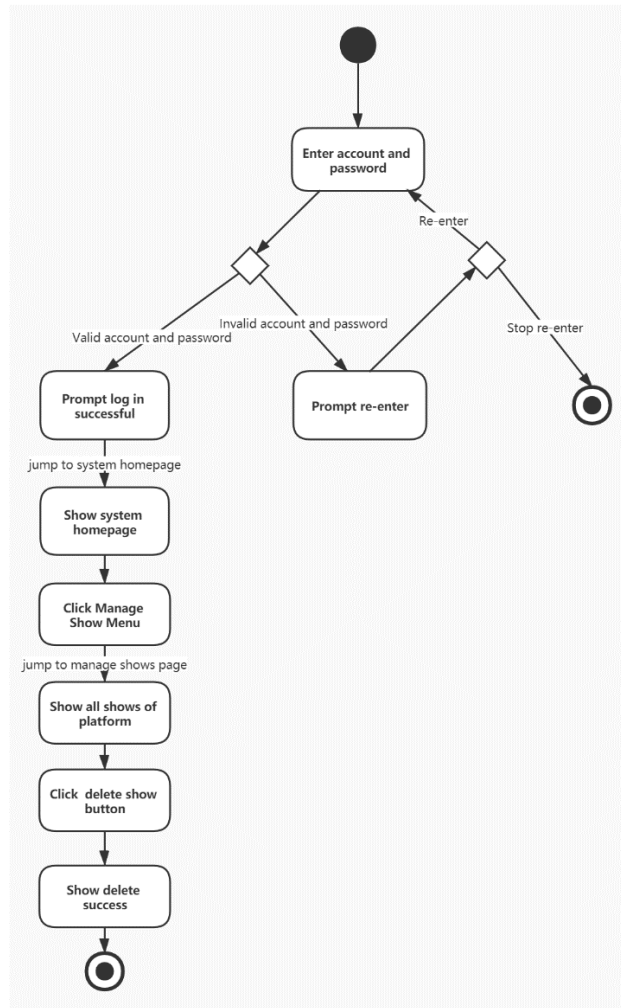 Enter account and
password
Re-enter
Invalid account and password
Stop re-enter
Valid account and password
Prompt log in
successful
Prompt re-enter
jump to system homepage
Show system
homepage
Click Manage
Show Menu
jump to manage shows page
Show all shows of
platform
Click delete show
button
Show delete
success